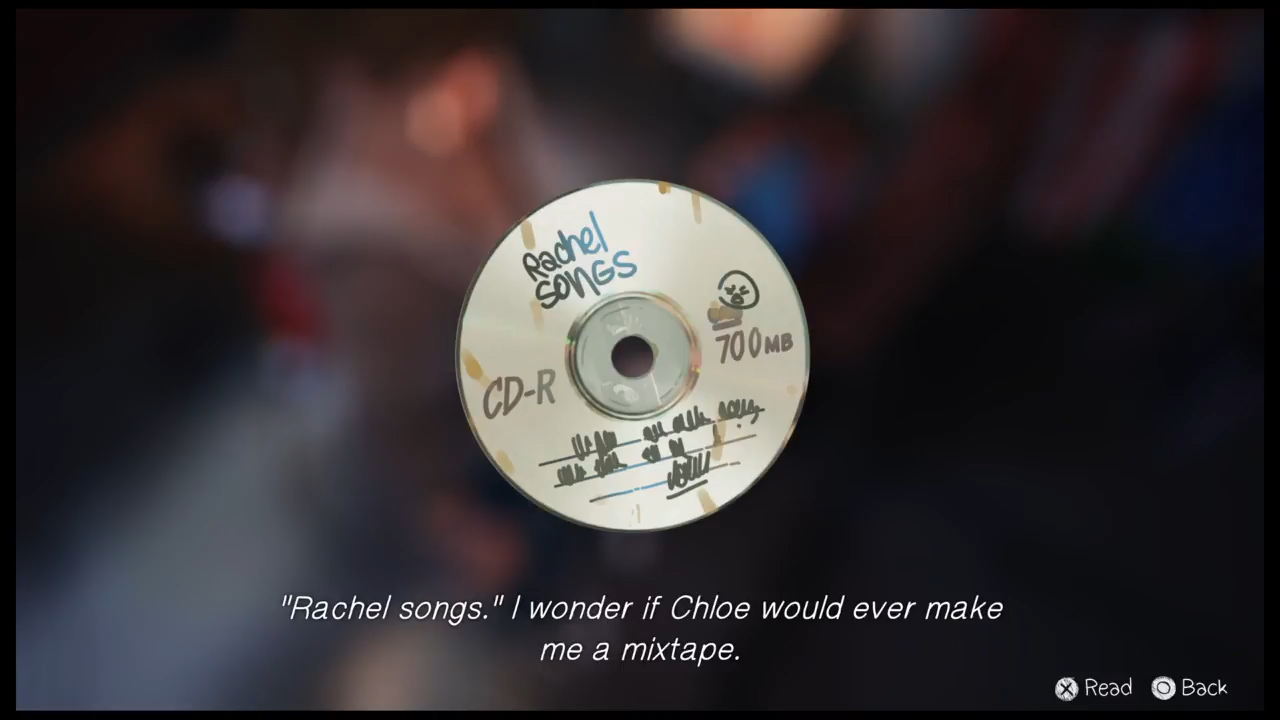 Rachel
SONGS
700MB
CD-R
"Rachel songs." I wonder if Chloe would ever make
me a mixtape.
Read Back